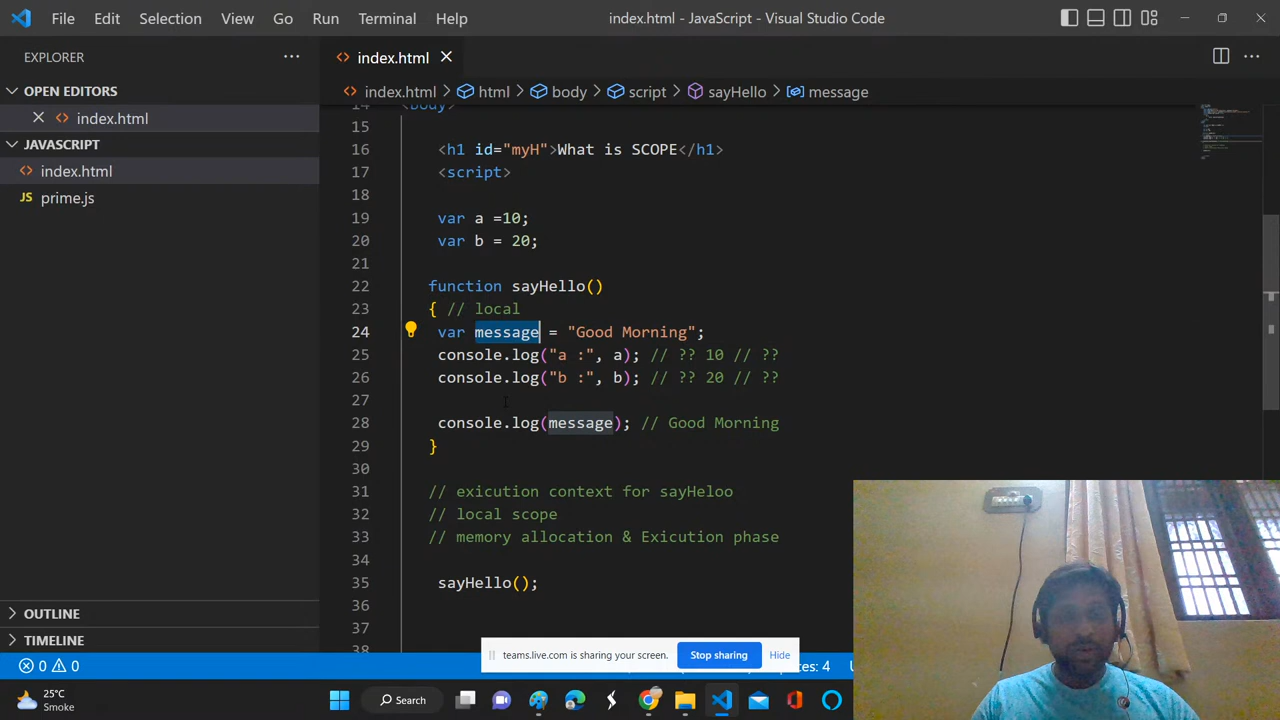 File Edit Selection View Go Run Terminal Help
index.html - JavaScript - Visual Studio Code
EXPLORER
index.html
OPEN EDITORS
index.html > html > body > script > sayHello > message
index.html
JAVASCRIPT
index.html
JS prime.js
14 <body>
15
16 <h1 id="myH">What is SCOPE</h1>
17 <script>
18
19 var a =10;
20 var b = 20;
21
22 function sayHello()
23 { // local
24 var message = "Good Morning";
25 console.log("a :", a); // ?? 10 // ??
26 console.log("b :", b); // ?? 20 // ??
27
28 console.log(message); // Good Morning
29 }
30
31 // exicution context for sayHeloo
32 // local scope
33 // memory allocation & Exicution phase
34
35 sayHello();
36
37
38
OUTLINE
TIMELINE
teams.live.com is sharing your screen. Stop sharing Hide
0 0
paces: 4
25°C
Smoke
Search